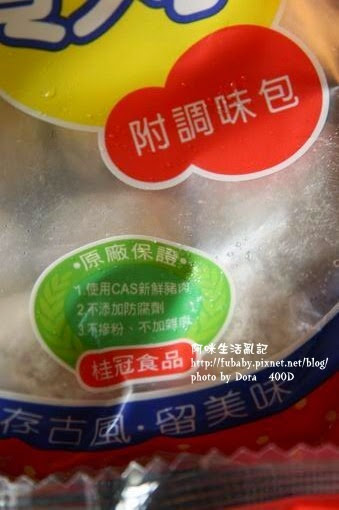 附調味包
·原廠保證·
1.使用CAS新鮮豬肉
2.不添加防腐劑
3.不摻粉、不加雜肉
桂冠食品
阿咪生活亂記
http://fubaby.pixnet.net/blog/
photo by Dora 400D
存古風·留美味